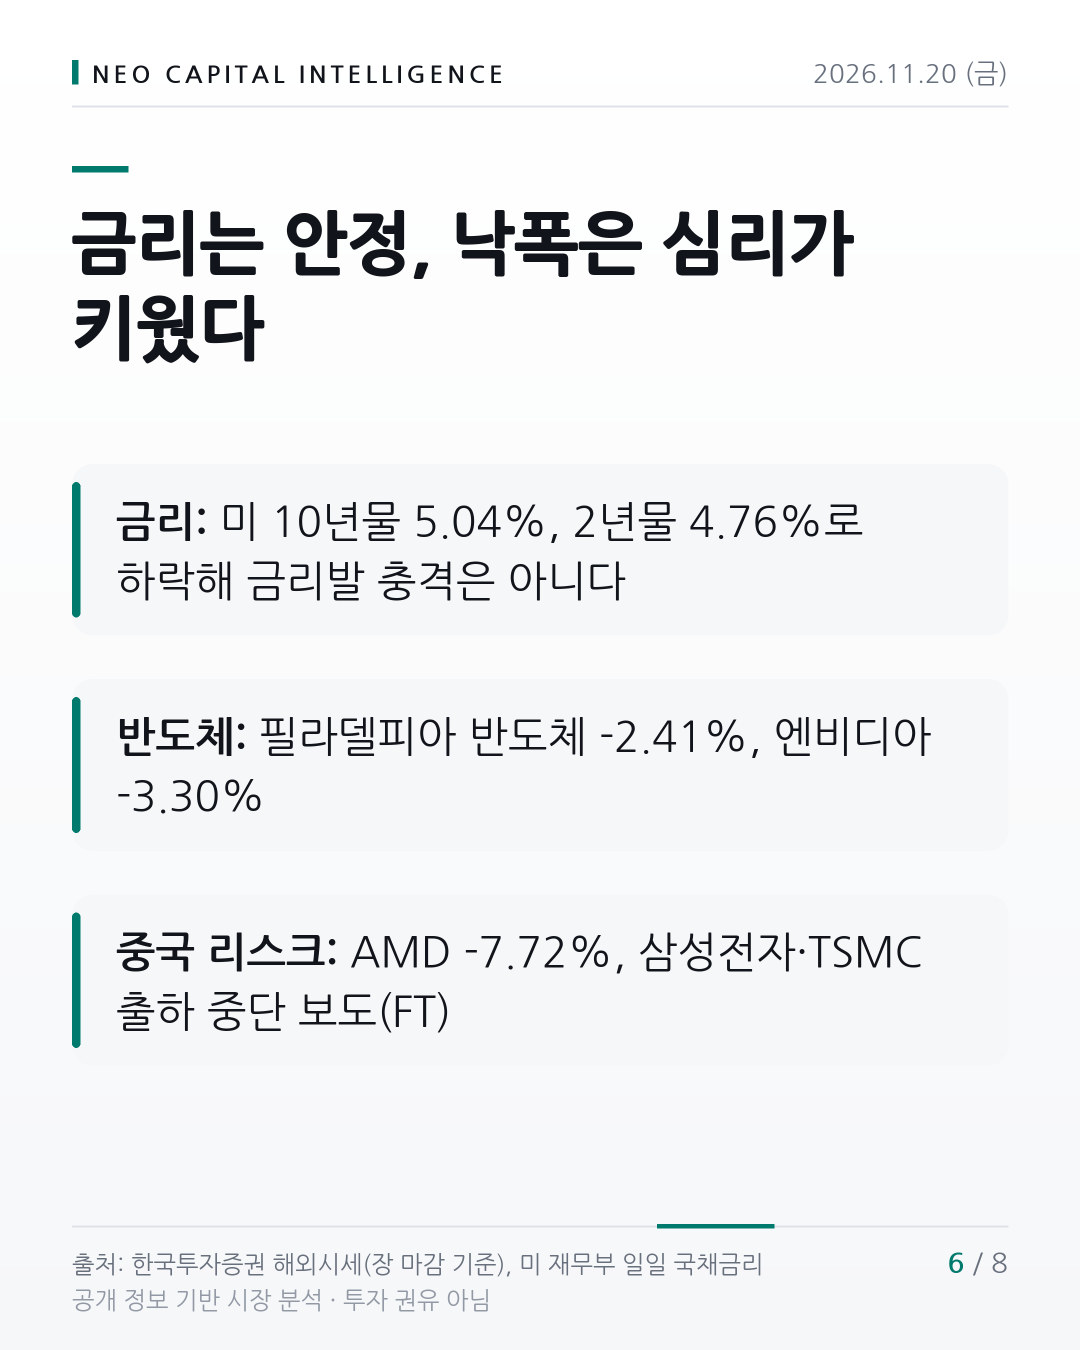 NEO CAPITAL INTELLIGENCE
2026.11.20 (금)
금리는 안정, 낙폭은 심리가
키웠다
금리: 미 10년물 5.04%, 2년물 4.76%로
하락해 금리발 충격은 아니다
반도체: 필라델피아 반도체 -2.41%, 엔비디아
-3.30%
중국 리스크: AMD -7.72%, 삼성전자·TSMC
출하 중단 보도(FT)
출처: 한국투자증권 해외시세(장 마감 기준), 미 재무부 일일 국채금리
6 / 8
공개 정보 기반 시장 분석 · 투자 권유 아님